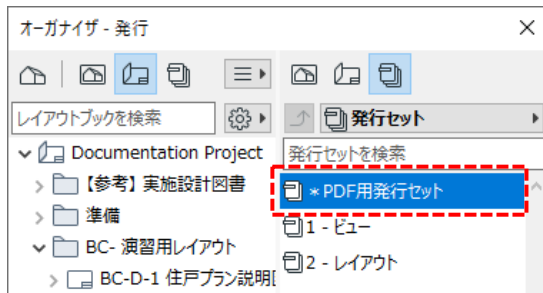 オーガナイザ - 発行
レイアウトブックを検索
発行セット
Documentation Project
【参考】実施設計図書
準備
BC- 演習用レイアウト
BC-D-1 住戸プラン説明
発行セットを検索
* PDF用発行セット
1 - ビュー
2 - レイアウト